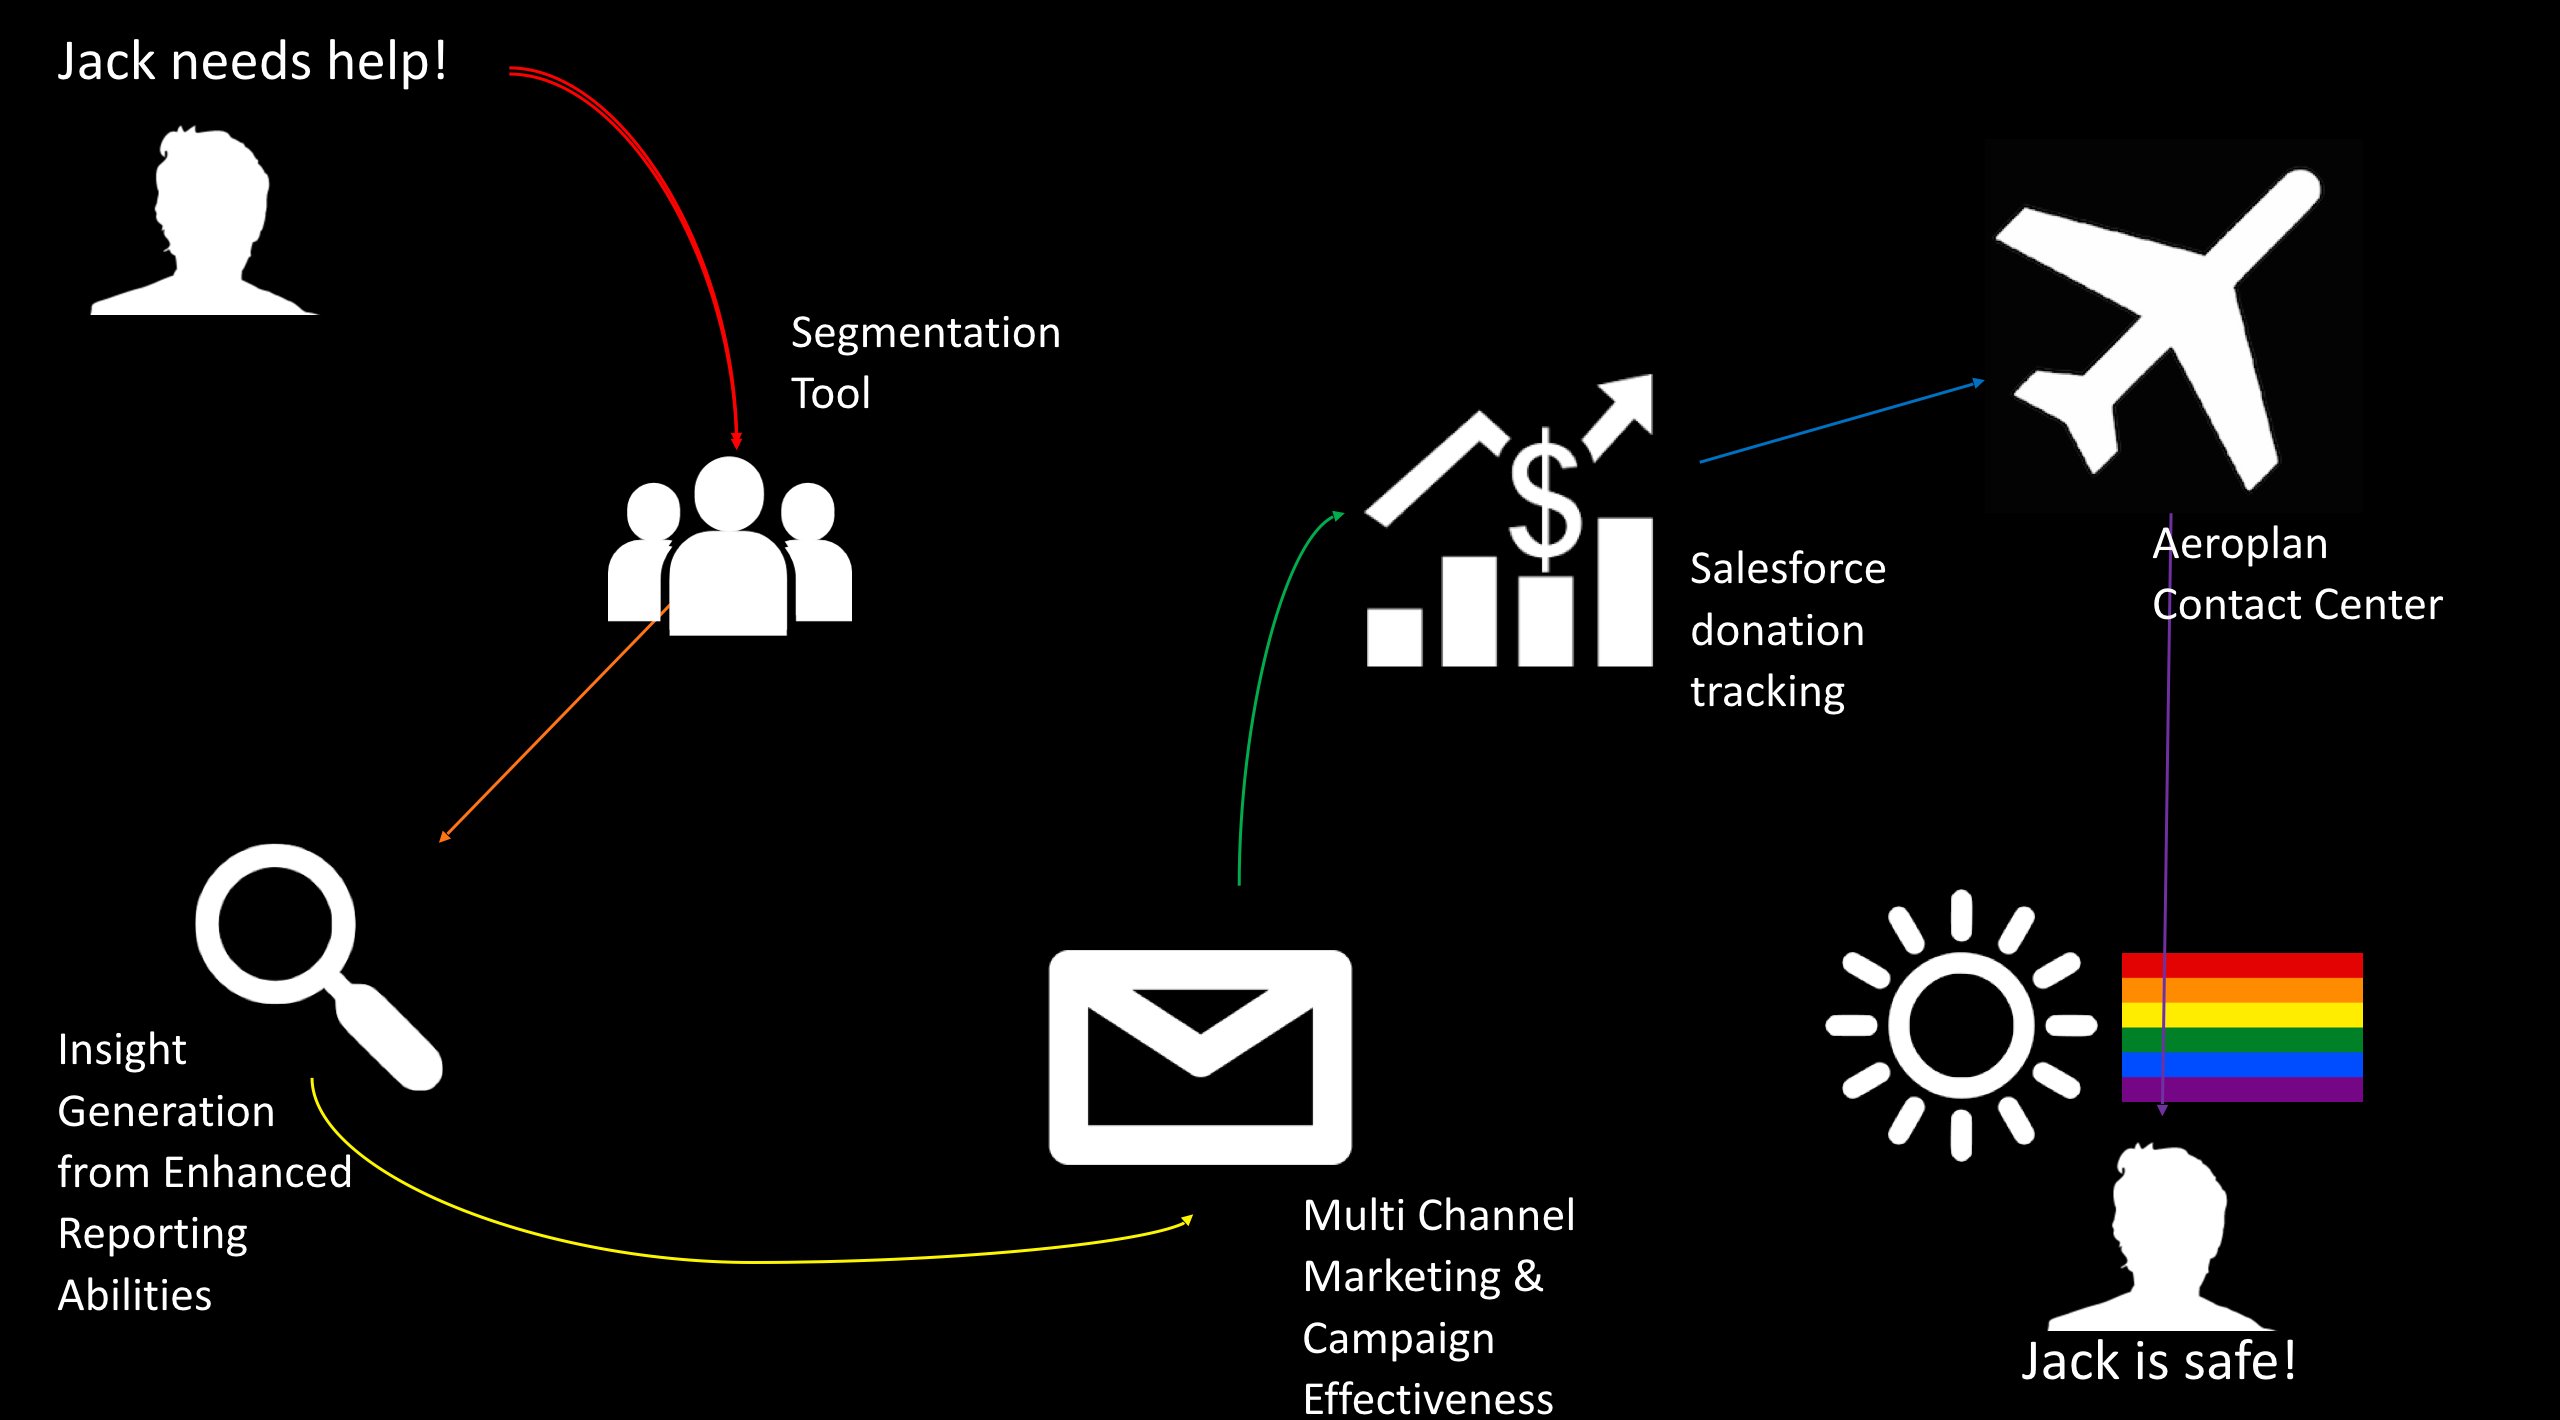 Jack needs help!
Segmentation
Tool
Insight
Generation
from Enhanced
Reporting
Abilities
Multi Channel
Marketing &
Campaign
Effectiveness
$
Salesforce
donation
tracking
Aeroplan
Contact Center
Jack is safe!